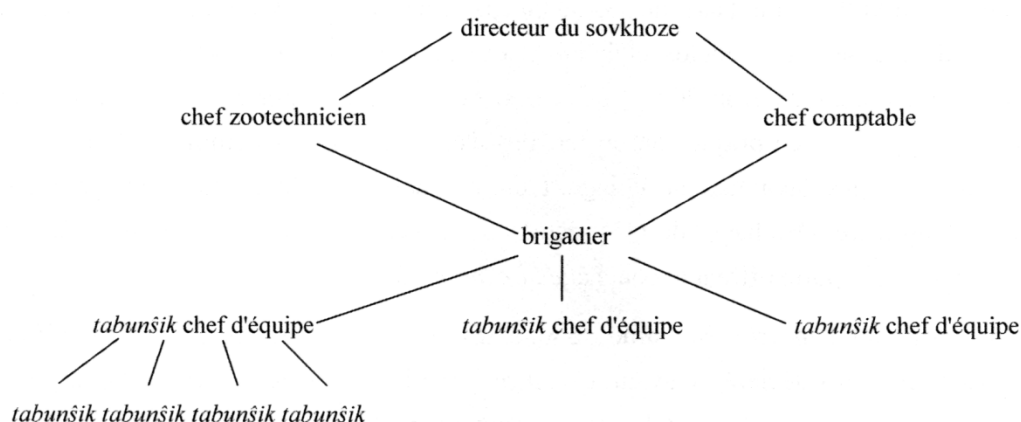 directeur du sovkhoze
chef zootechnicien chef comptable
brigadier
tabunŝik chef d'équipe tabunŝik chef d'équipe tabunŝik chef d'équipe
tabunŝik tabunŝik tabunŝik tabunŝik